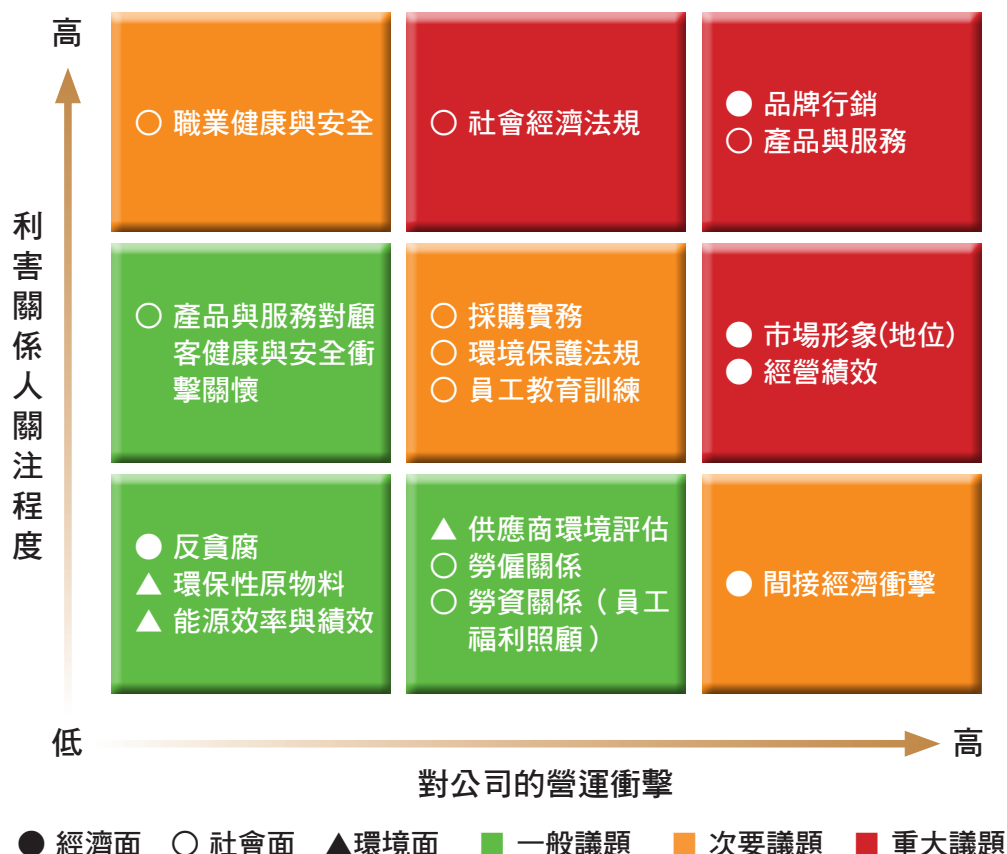 高
利害關係人關注程度
○ 職業健康與安全
○ 社會經濟法規
● 品牌行銷
○ 產品與服務
○ 產品與服務對顧
客健康與安全衝
擊關懷
○ 採購實務
○ 環境保護法規
○ 員工教育訓練
● 市場形象(地位)
● 經營績效
● 反貪腐
▲ 環保性原物料
▲ 能源效率與績效
▲ 供應商環境評估
○ 勞僱關係
○ 勞資關係（員工
福利照顧）
● 間接經濟衝擊
低
高
對公司的營運衝擊
● 經濟面 ○ 社會面 ▲環境面 ■ 一般議題 ■ 次要議題 ■ 重大議題